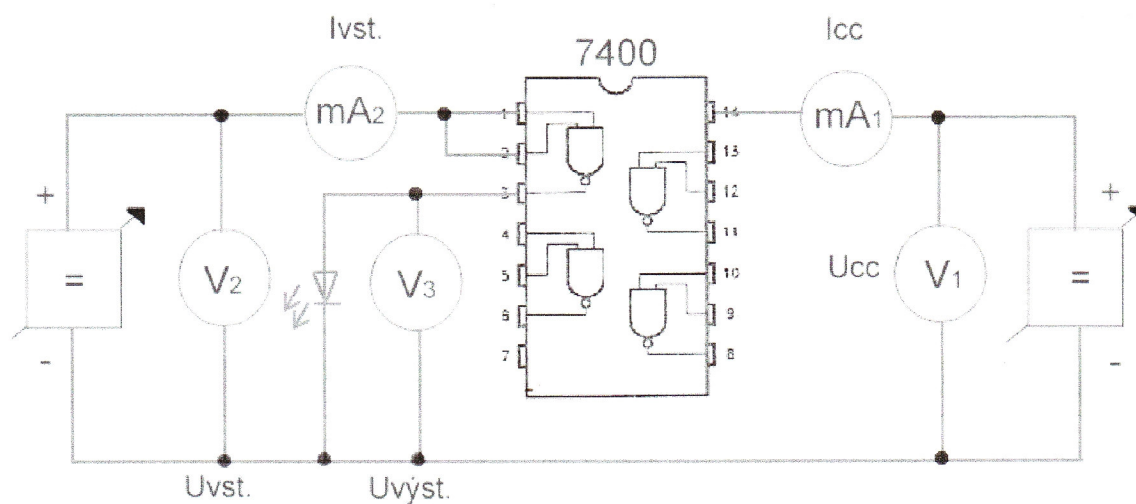 Ivst.
Icc
7400
mA2
mA1
1
14
2
13
3
12
4
11
5
10
6
9
7
8
+
+
=
V2
V3
Ucc
V1
=
-
-
Uvst.
Uvýst.